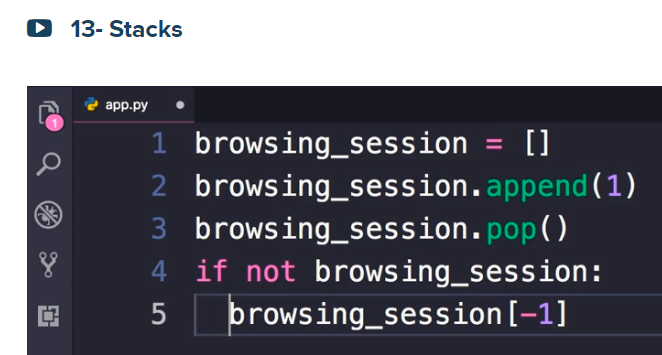 13- Stacks
app.py
1
1 browsing_session = []
2 browsing_session.append(1)
3 browsing_session.pop()
4 if not browsing_session:
5   browsing_session[-1]